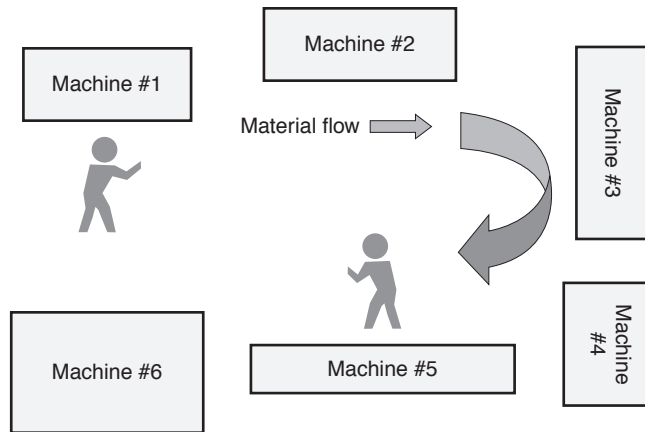 Machine #1
Machine #2
Machine #3
Material flow
Machine
#4
Machine #5
Machine #6